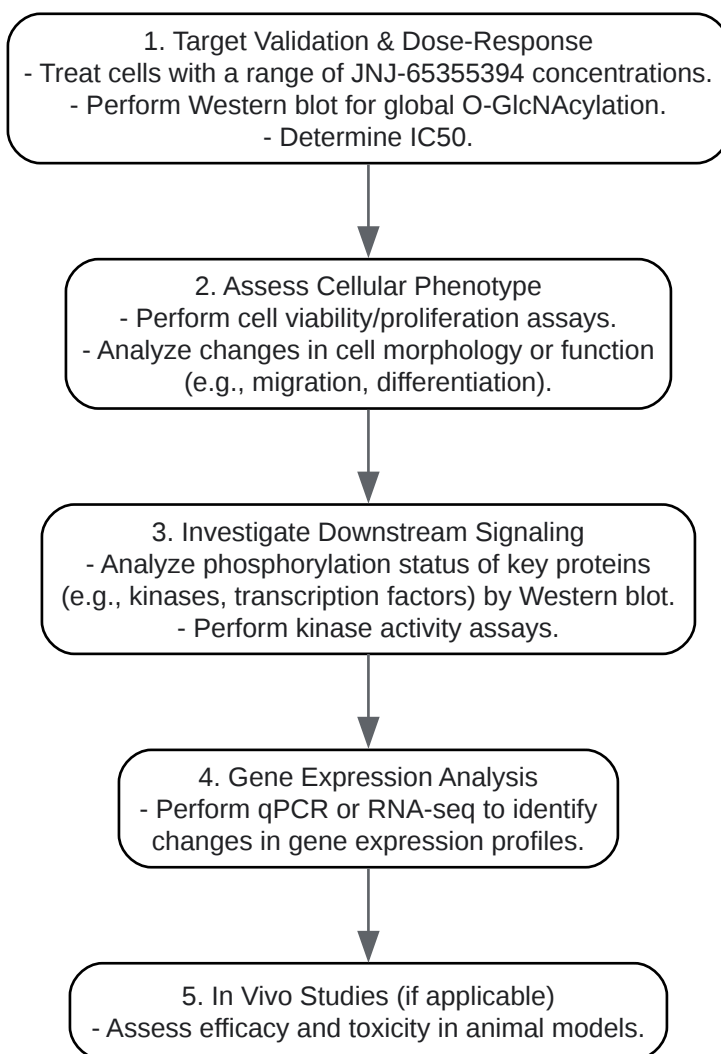 1. Target Validation & Dose-Response
- Treat cells with a range of JNJ-65355394 concentrations.
- Perform Western blot for global O-GlcNAcylation.
- Determine IC50.
2. Assess Cellular Phenotype
- Perform cell viability/proliferation assays.
- Analyze changes in cell morphology or function
(e.g., migration, differentiation).
3. Investigate Downstream Signaling
- Analyze phosphorylation status of key proteins
(e.g., kinases, transcription factors) by Western blot.
- Perform kinase activity assays.
4. Gene Expression Analysis
- Perform qPCR or RNA-seq to identify
changes in gene expression profiles.
5. In Vivo Studies (if applicable)
- Assess efficacy and toxicity in animal models.